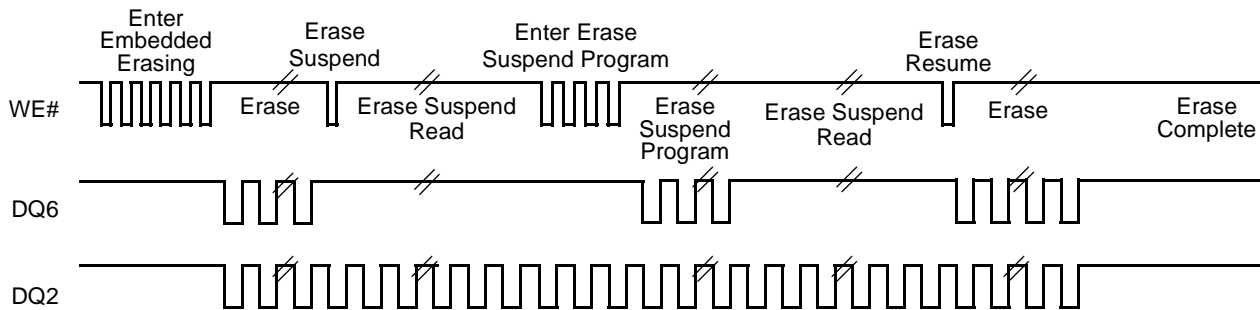 Enter
Embedded
Erasing
Erase
Suspend
Enter Erase
Suspend Program
Erase
Resume
WE#
Erase
Erase Suspend
Read
Erase
Suspend
Program
Erase Suspend
Read
Erase
Erase
Complete
DQ6
DQ2